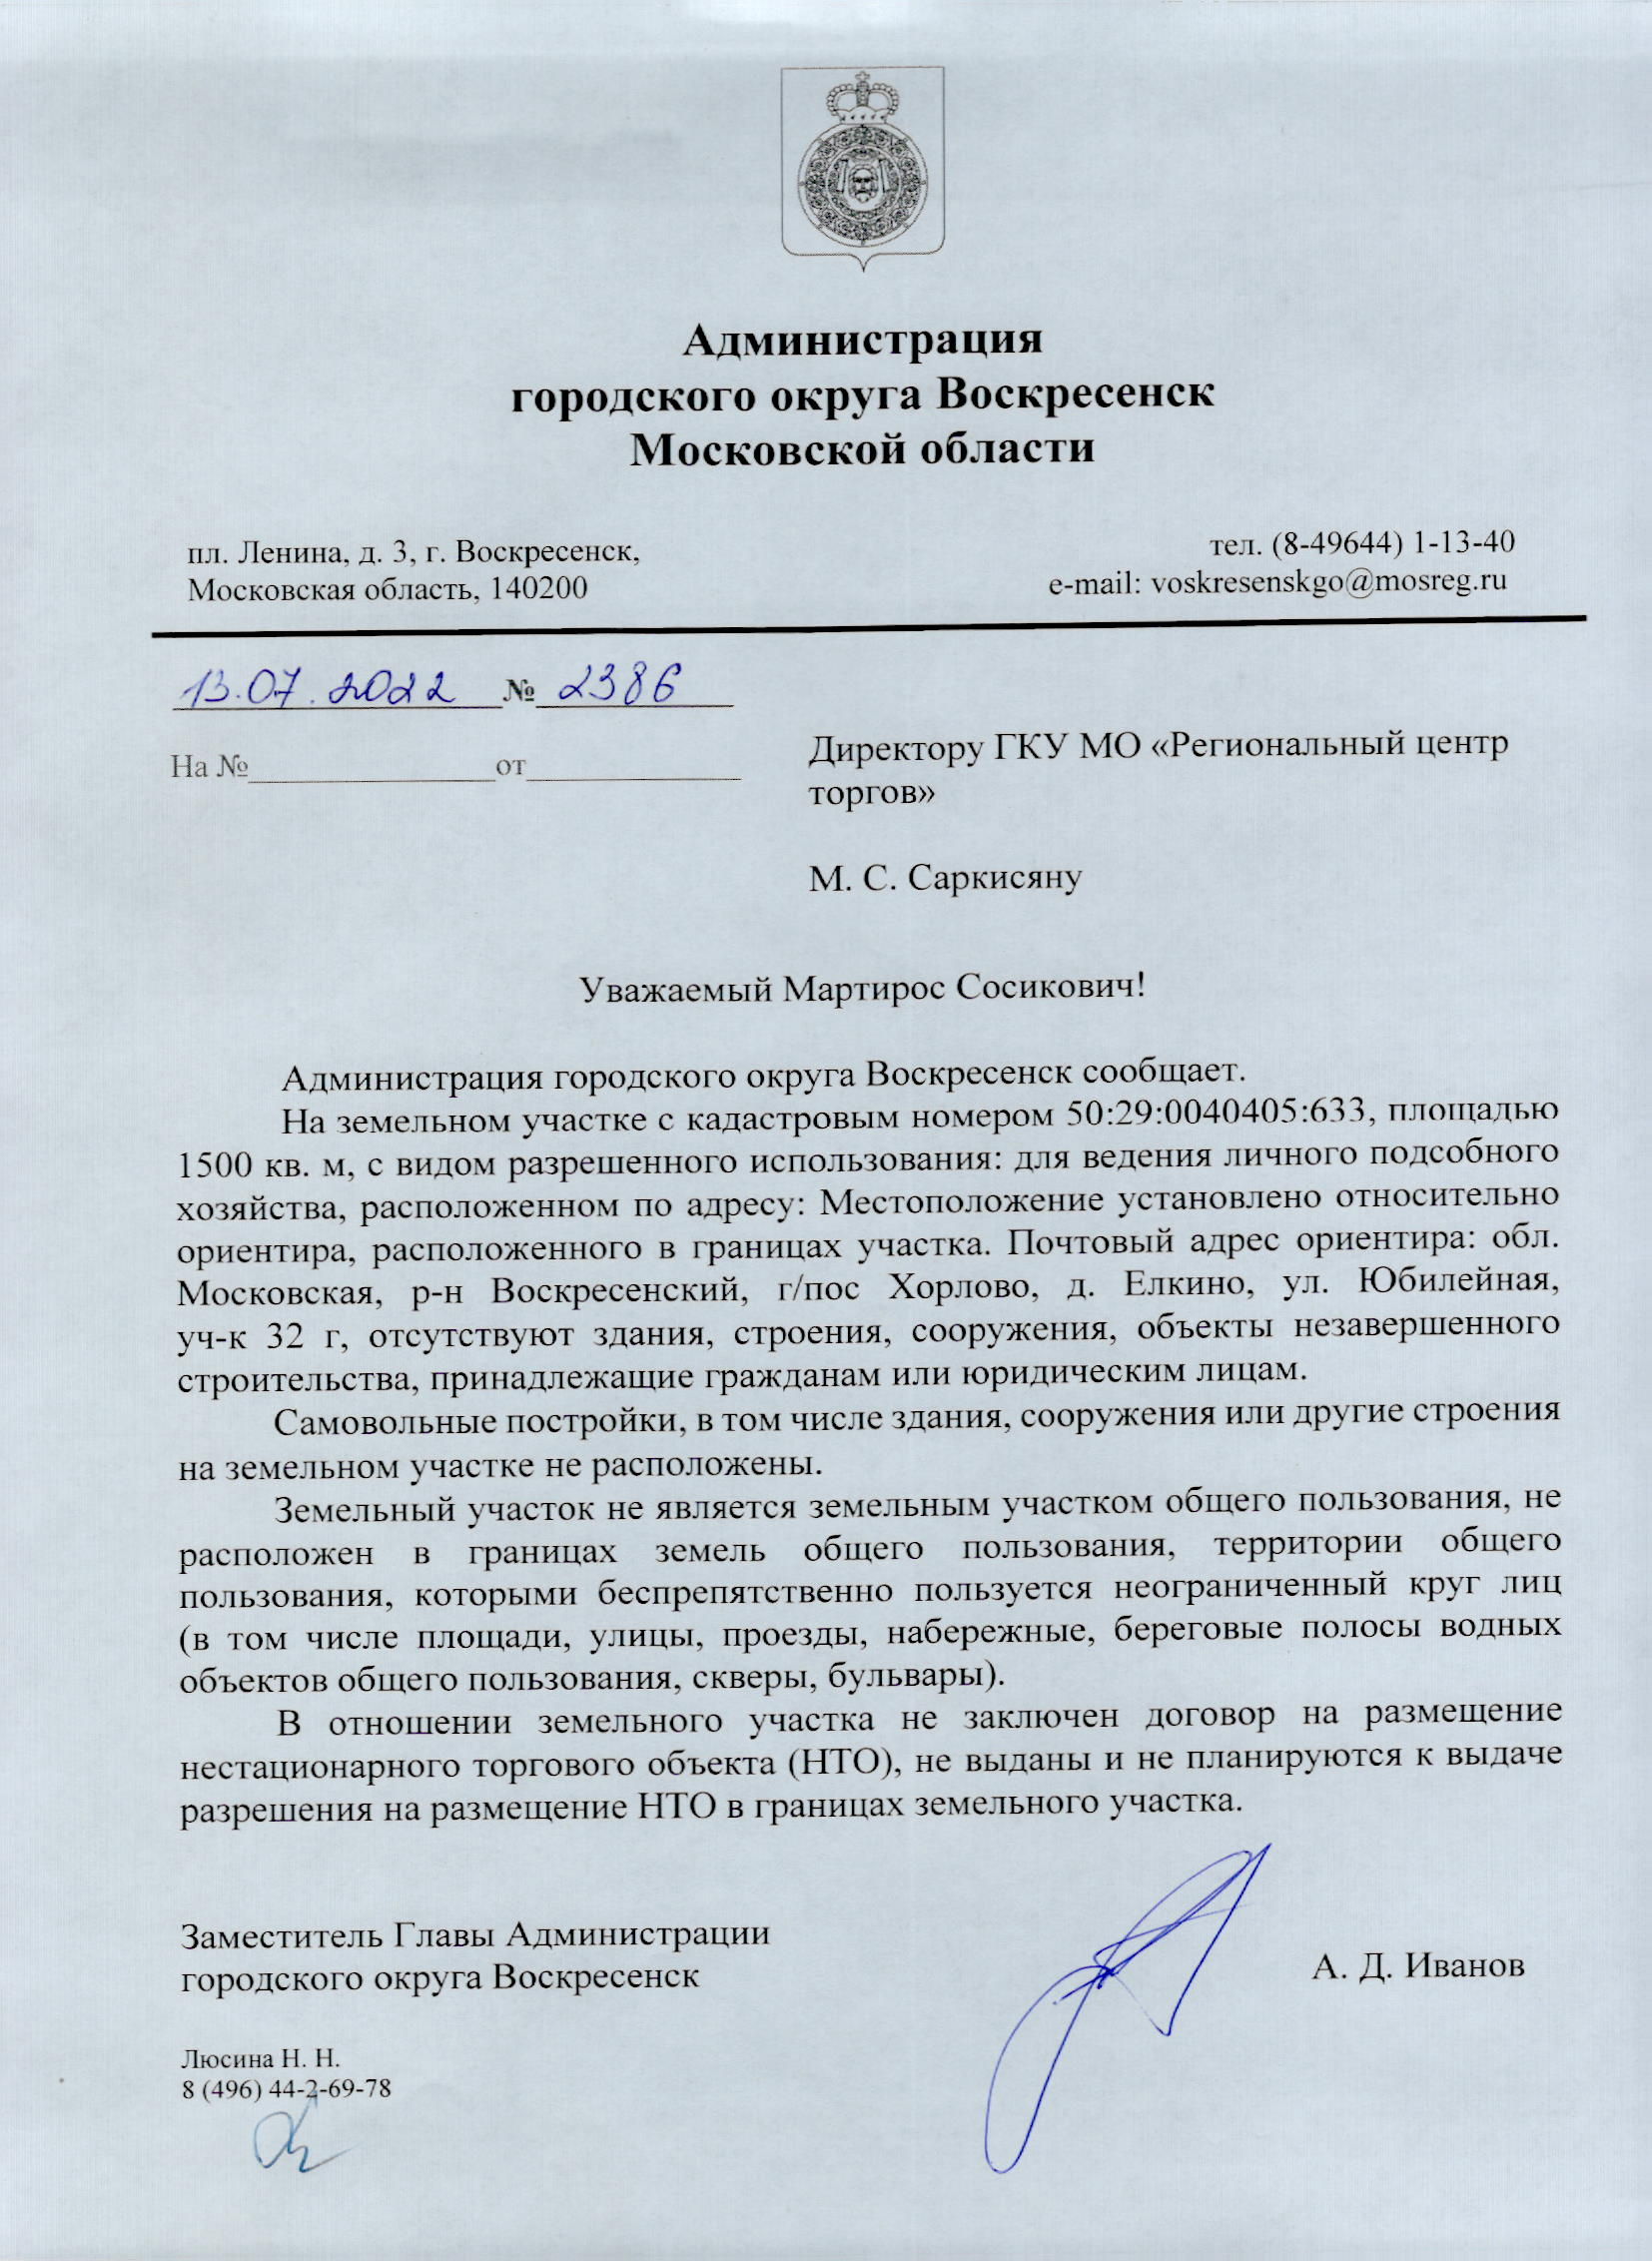 Администрация
городского округа Воскресенск
Московской области
пл. Ленина, д. 3, г. Воскресенск,
Московская область, 140200
тел. (8-49644) 1-13-40
e-mail: voskresenskgo@mosreg.ru
13.07.2022 № 2386
На №_______________от_____________
Директору ГКУ МО «Региональный центр
торгов»
М. С. Саркисяну
Уважаемый Мартирос Сосикович!
Администрация городского округа Воскресенск сообщает.
На земельном участке с кадастровым номером 50:29:0040405:633, площадью
1500 кв. м, с видом разрешенного использования: для ведения личного подсобного
хозяйства, расположенном по адресу: Местоположение установлено относительно
ориентира, расположенного в границах участка. Почтовый адрес ориентира: обл.
Московская, р-н Воскресенский, г/пос Хорлово, д. Елкино, ул. Юбилейная,
уч-к 32 г, отсутствуют здания, строения, сооружения, объекты незавершенного
строительства, принадлежащие гражданам или юридическим лицам.
Самовольные постройки, в том числе здания, сооружения или другие строения
на земельном участке не расположены.
Земельный участок не является земельным участком общего пользования, не
расположен в границах земель общего пользования, территории общего
пользования, которыми беспрепятственно пользуется неограниченный круг лиц
(в том числе площади, улицы, проезды, набережные, береговые полосы водных
объектов общего пользования, скверы, бульвары).
В отношении земельного участка не заключен договор на размещение
нестационарного торгового объекта (НТО), не выданы и не планируются к выдаче
разрешения на размещение НТО в границах земельного участка.
Заместитель Главы Администрации
городского округа Воскресенск
А. Д. Иванов
Люсина Н. Н.
8 (496) 44-2-69-78